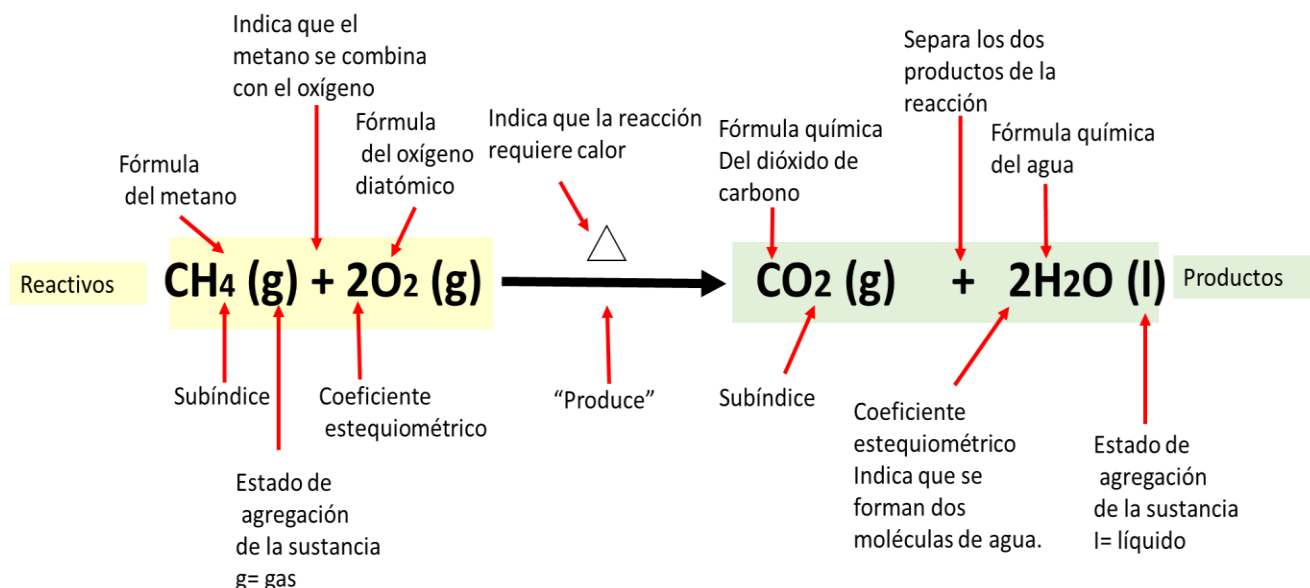 Indica que el
metano se combina
con el oxígeno
Separa los dos
productos de la
reacción
Fórmula
del oxígeno
diatómico
Indica que la reacción
requiere calor
Fórmula química
Del dióxido de
carbono
Fórmula química
del agua
Fórmula
del metano
Reactivos
CH4 (g) + 2O2 (g)
CO2 (g) + 2H2O (l)
Productos
Subíndice
Coeficiente
estequiométrico
“Produce”
Subíndice
Coeficiente
estequiométrico
Indica que se
forman dos
moléculas de agua.
Estado de
agregación
de la sustancia
l= líquido
Estado de
agregación
de la sustancia
g= gas